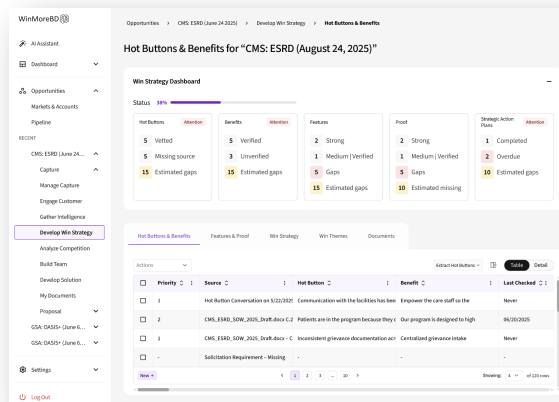 WinMoreBD
AI Assistant
Dashboard
Opportunities
Markets & Accounts
Pipeline
RECENT
CMS: ESRD (June 24...
Capture
Manage Capture
Engage Customer
Gather Intelligence
Develop Win Strategy
Analyze Competition
Build Team
Develop Solution
My Documents
Proposal
GSA: OASIS+ (June 6...
GSA: OASIS+ (June 6...
Settings
Log Out
Opportunities > CMS: ESRD (June 24 2025) > Develop Win Strategy > Hot Buttons & Benefits
Hot Buttons & Benefits for “CMS: ESRD (August 24, 2025)”
Win Strategy Dashboard
Status 38%
Hot Buttons Attention
5 Vetted
5 Missing source
15 Estimated gaps
Benefits Attention
5 Verified
3 Unverified
15 Estimated gaps
Features
2 Strong
1 Medium | Verified
5 Gaps
15 Estimated gaps
Proof
2 Strong
1 Medium | Verified
5 Gaps
10 Estimated missing
Strategic Action Plans Attention
1 Completed
2 Overdue
10 Estimated gaps
Hot Buttons & Benefits Features & Proof Win Strategy Win Themes Documents
Actions Extract Hot Buttons Table Detail
Priority Source Hot Button Benefit Last Checked
1 Hot Button Conversation on 5/22/202 Communication with the facilities has bee Empower the care staff so the Never
2 CMS_ESRD_SOW_2025_Draft.docx C.2 Patients are in the program because they c Our program is designed to high 06/20/2025
1 CMS_ESRD_SOW_2025_Draft.docx - C Inconsistent grievance documentation acr Centralized grievance intake Never
- Solicitation Requirement – Missing - - -
New + < 1 2 3 ... 10 > Showing: 4 of 120 rows